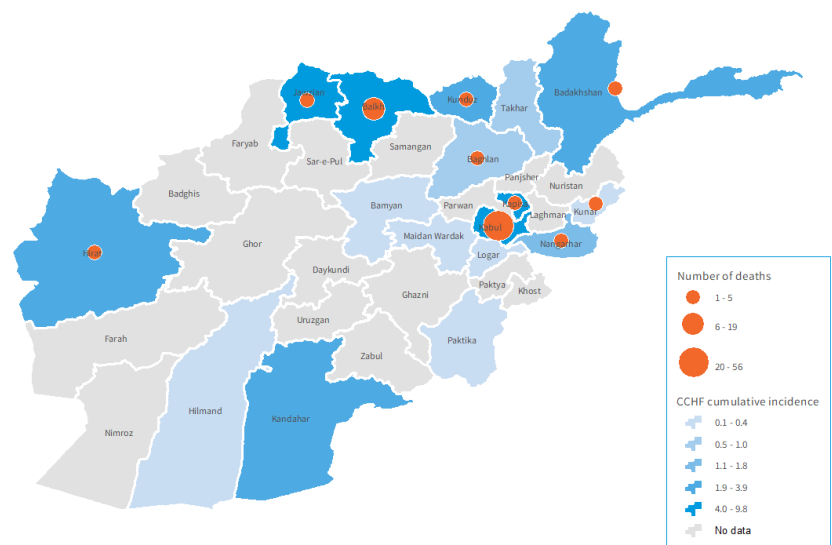 Jawzjan
Balkh
Kunduz
Badakhshan
Takhar
Faryab
Samangan
Sar-e-Pul
Baghlan
Panjsher
Nuristan
Badghis
Bamyan
Parwan
Kapisa
Laghman
Kunar
Kabul
Maidan Wardak
Nangarhar
Hirat
Ghor
Logar
Daykundi
Paktya
Khost
Ghazni
Uruzgan
Farah
Paktika
Zabul
Hilmand
Kandahar
Nimroz
Number of deaths
1 - 5
6 - 19
20 - 56
CCHF cumulative incidence
0.1 - 0.4
0.5 - 1.0
1.1 - 1.8
1.9 - 3.9
4.0 - 9.8
No data